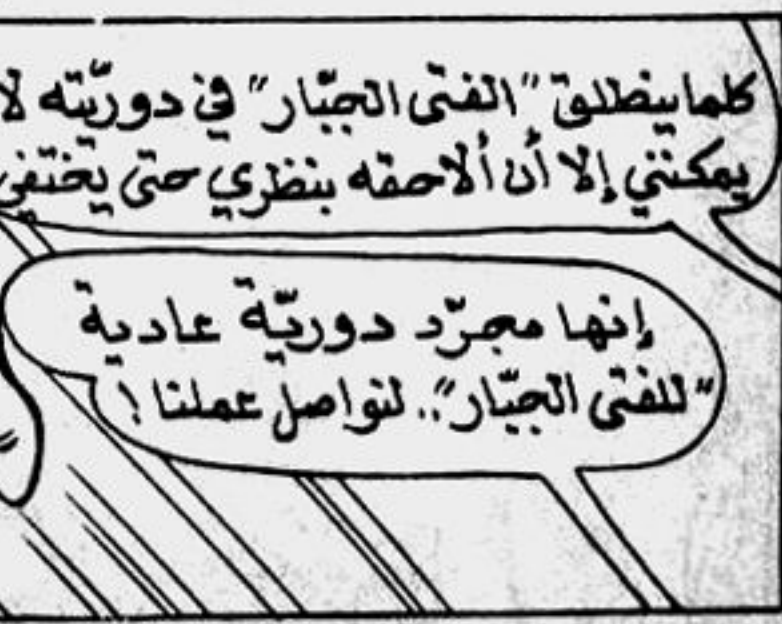 كلما ينطلق "الفتى الجبّار" في دوريّته لا
يمكنني إلا أن ألاحقه بنظري حتى يختفي
إنها مجرّد دوريّة عادية
"للفتى الجبّار".. لنواصل عملنا !